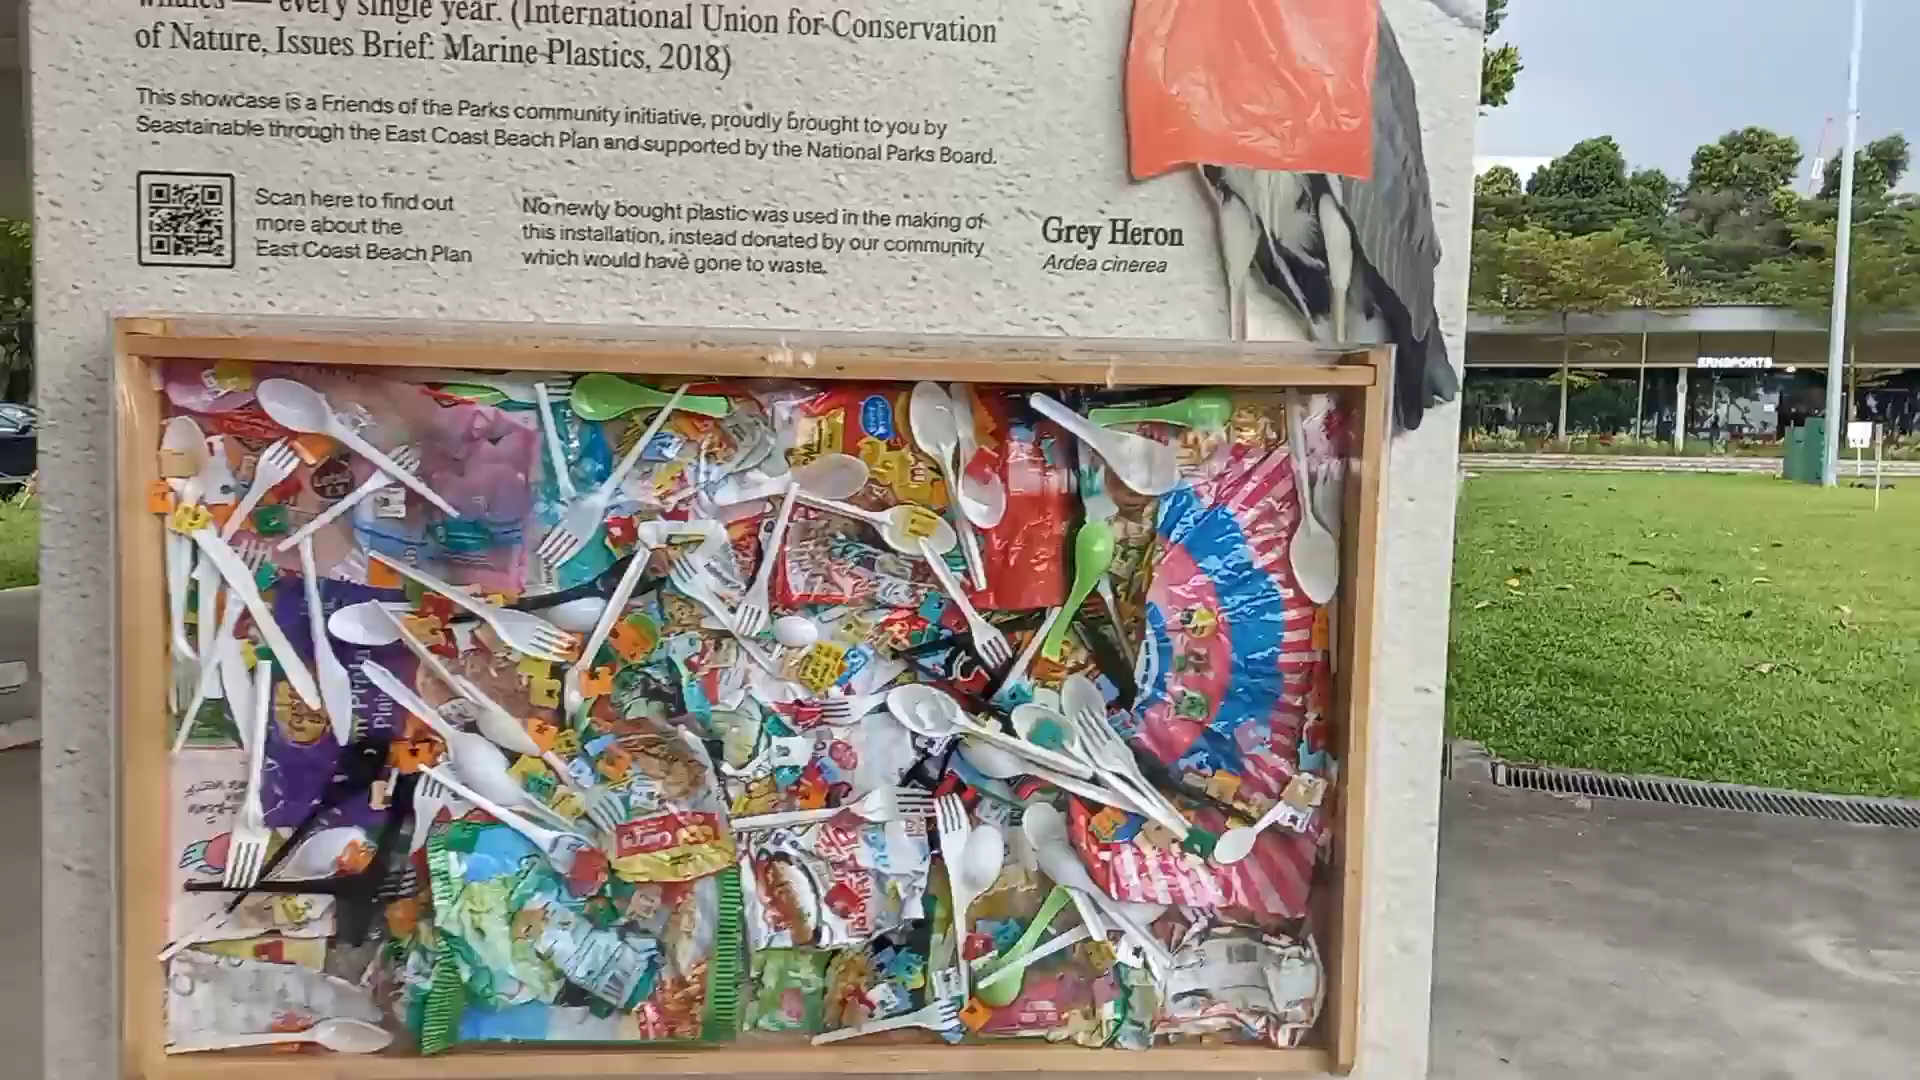 every single year. (International Union for Conservation
of Nature, Issues Brief: Marine Plastics, 2018)
This showcase is a Friends of the Parks community initiative, proudly brought to you by
Seastainable through the East Coast Beach Plan and supported by the National Parks Board.
Scan here to find out
more about the
East Coast Beach Plan
No newly bought plastic was used in the making of
this installation, instead donated by our community
which would have gone to waste.
Grey Heron
Ardea cinerea